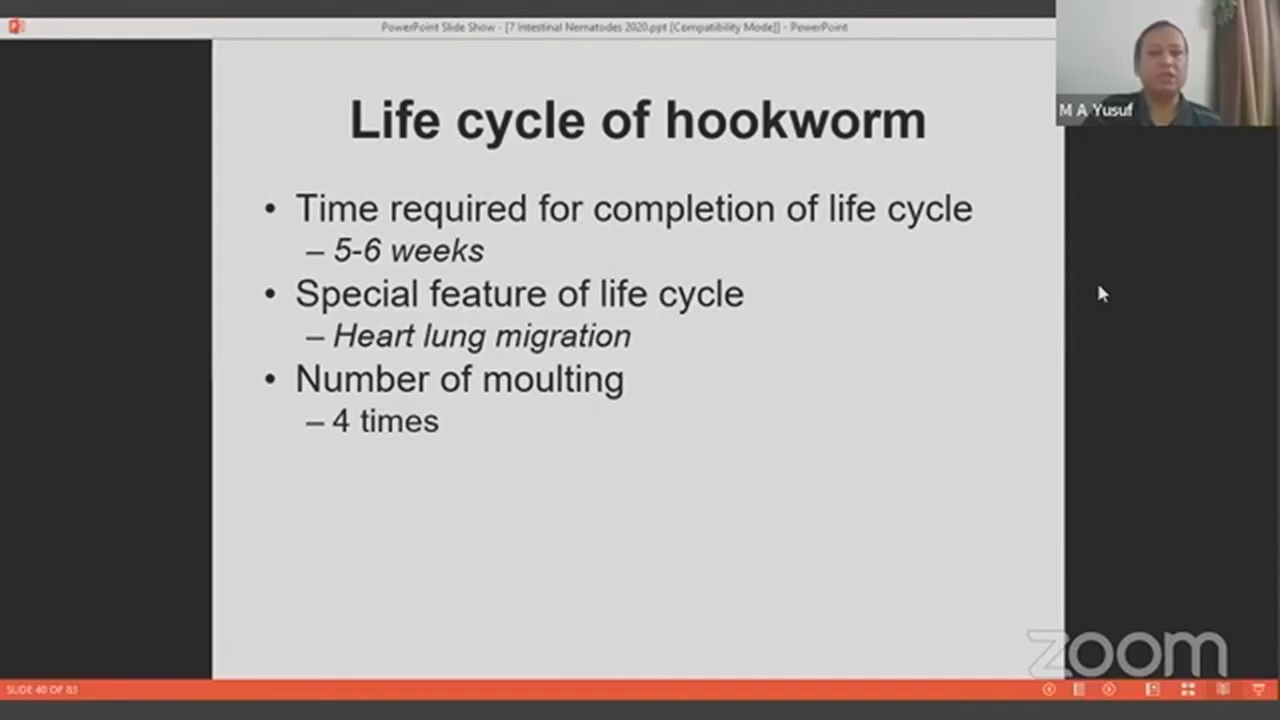 PowerPoint Slide Show - [7 Intestinal Nematodes 2020.ppt [Compatibility Mode]] - PowerPoint
M A Yusuf
Life cycle of hookworm
• Time required for completion of life cycle
– 5-6 weeks
• Special feature of life cycle
– Heart lung migration
• Number of moulting
– 4 times
zoom
SLIDE 40 OF 83